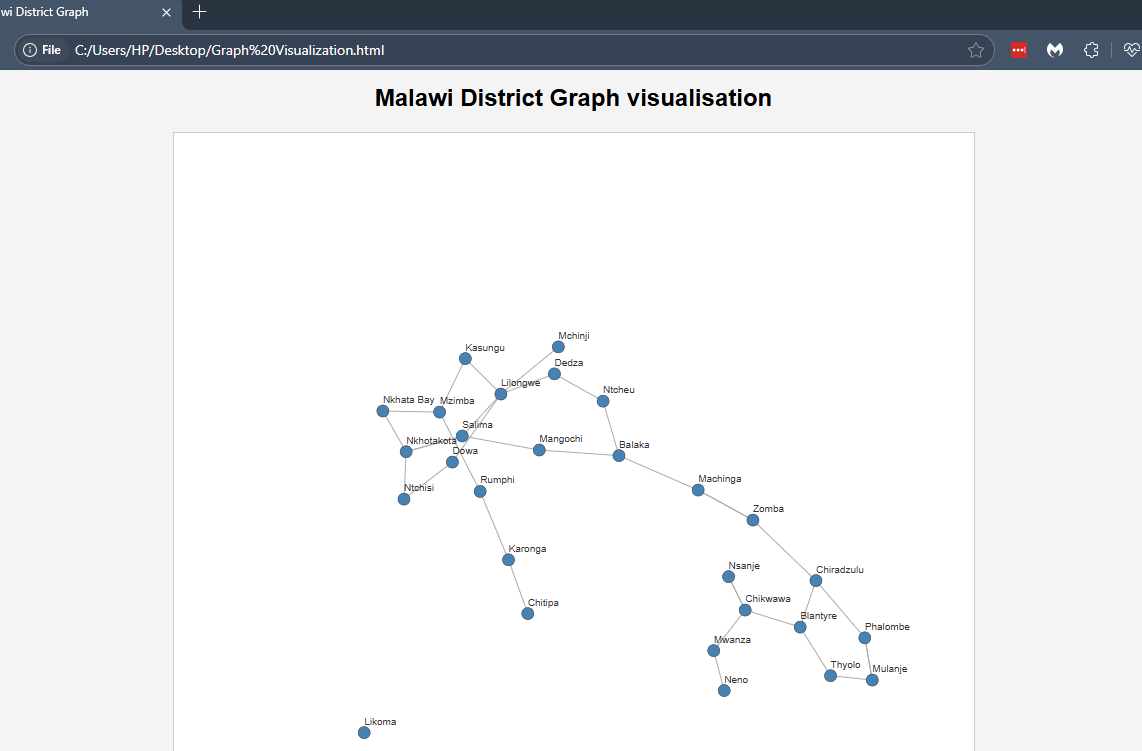 wi District Graph
File C:/Users/HP/Desktop/Graph%20Visualization.html
Malawi District Graph visualisation
Mchinji
Kasungu
Dedza
Lilongwe
Ntcheu
Nkhata Bay
Mzimba
Salima
Nkhotakota
Mangochi
Balaka
Dowa
Rumphi
Machinga
Ntchisi
Zomba
Karonga
Nsanje
Chiradzulu
Chitipa
Chikwawa
Blantyre
Phalombe
Mwanza
Thyolo
Mulanje
Neno
Likoma